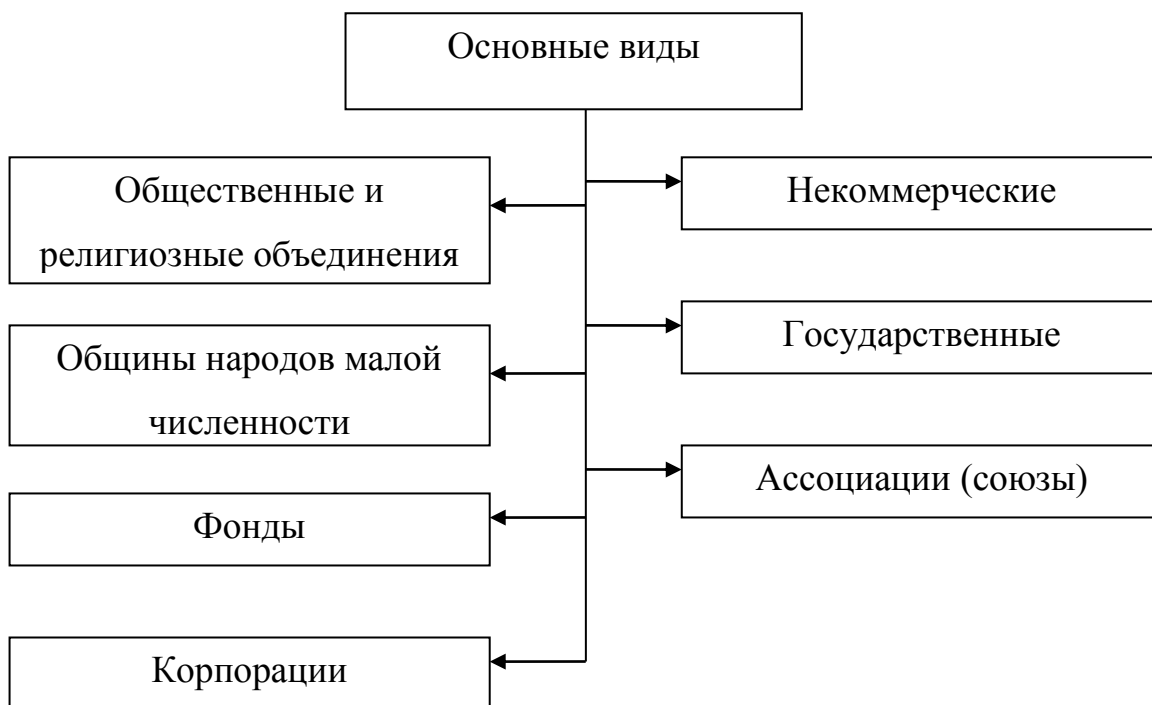 Основные виды
Общественные и
религиозные объединения
Общины народов малой
численности
Фонды
Корпорации
Некоммерческие
Государственные
Ассоциации (союзы)